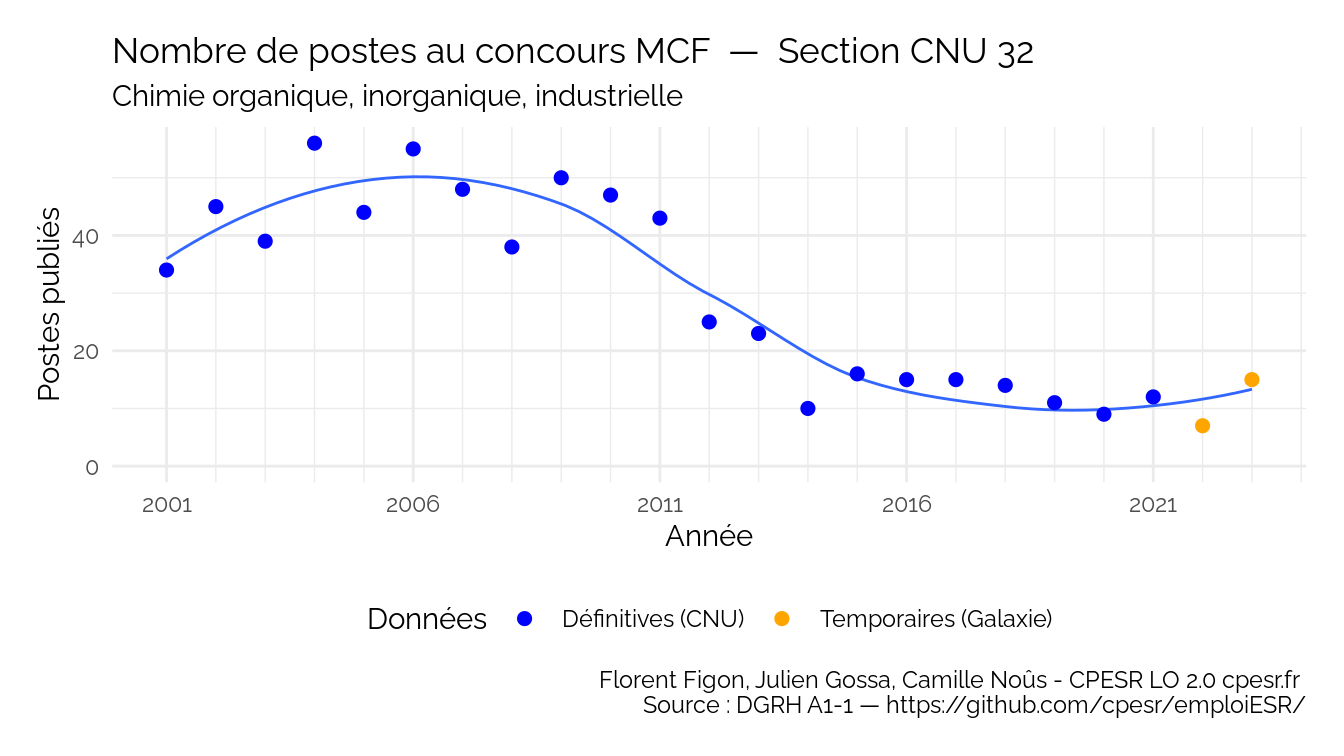 Nombre de postes au concours MCF — Section CNU 32
Chimie organique, inorganique, industrielle
Postes publiés
40
20
0
2001 2006 2011 2016 2021
Année
Données Définitives (CNU) Temporaires (Galaxie)
Florent Figon, Julien Gossa, Camille Noûs - CPESR LO 2.0 cpesr.fr
Source : DGRH A1-1 — https://github.com/cpesr/emploiESR/